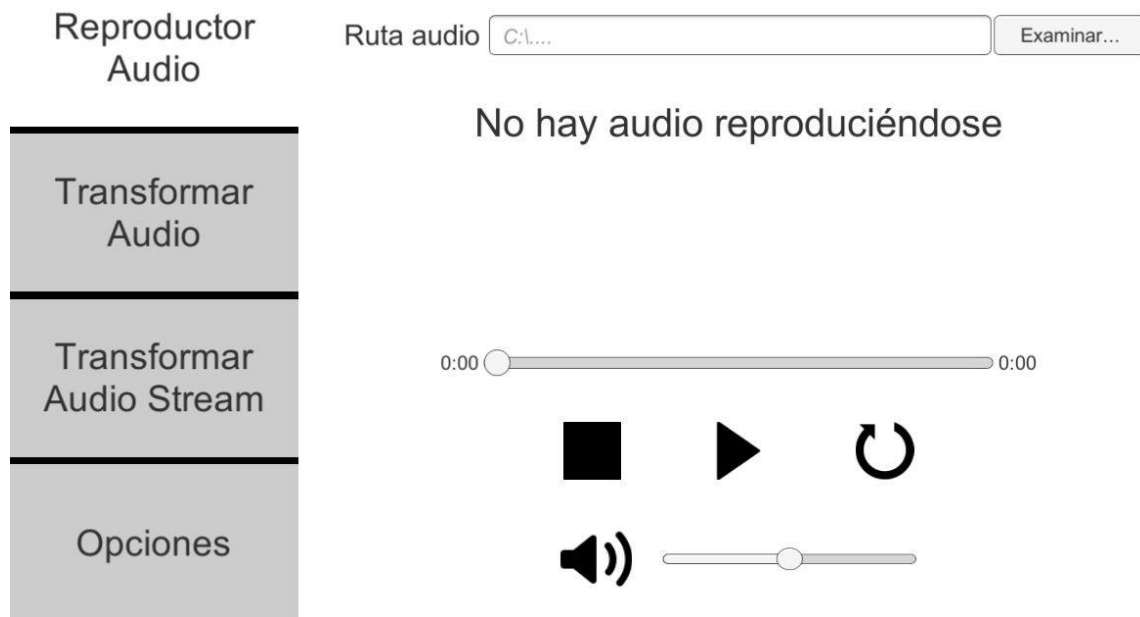 Reproductor
Audio
Transformar
Audio
Transformar
Audio Stream
Opciones
Ruta audio
C:\....
Examinar...
No hay audio reproduciéndose
0:00
0:00